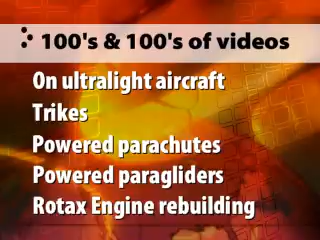 100's & 100's of videos
On ultralight aircraft
Trikes
Powered parachutes
Powered paragliders
Rotax Engine rebuilding